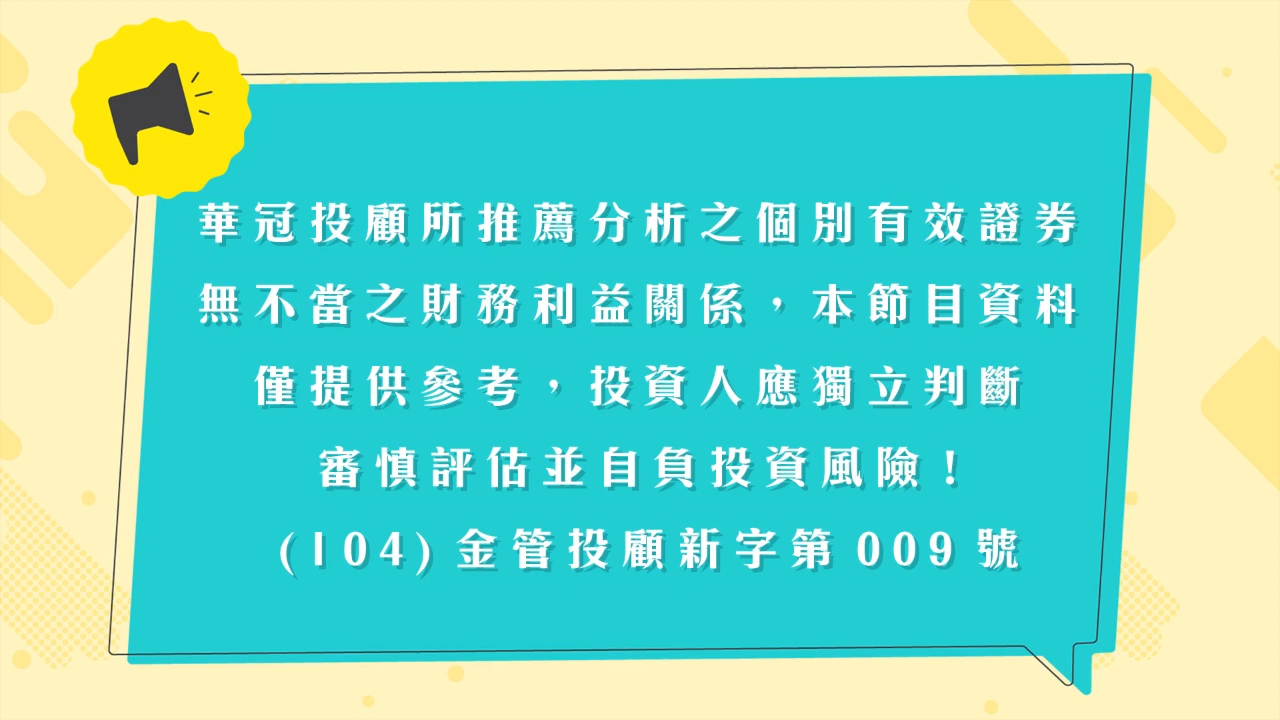 華冠投顧所推薦分析之個別有效證券
無不當之財務利益關係，本節目資料
僅提供參考，投資人應獨立判斷
審慎評估並自負投資風險！
(104) 金管投顧新字第 009 號